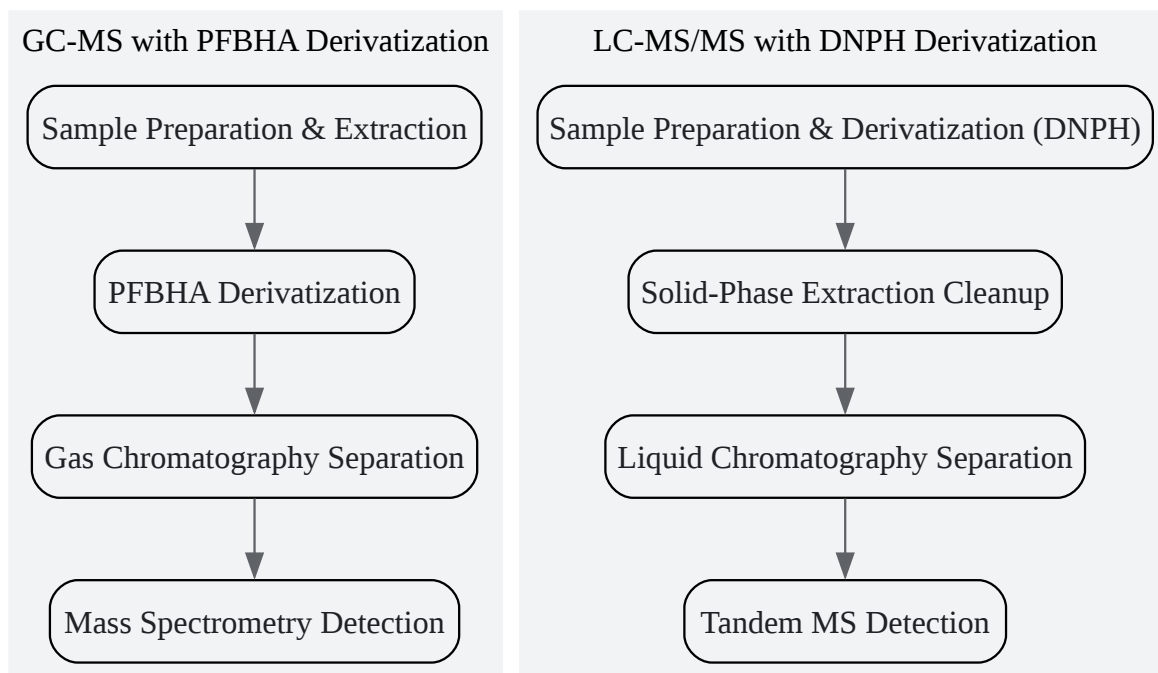 GC-MS with PFBHA Derivatization
Sample Preparation & Extraction
PFBHA Derivatization
Gas Chromatography Separation
Mass Spectrometry Detection
LC-MS/MS with DNPH Derivatization
Sample Preparation & Derivatization (DNPH)
Solid-Phase Extraction Cleanup
Liquid Chromatography Separation
Tandem MS Detection